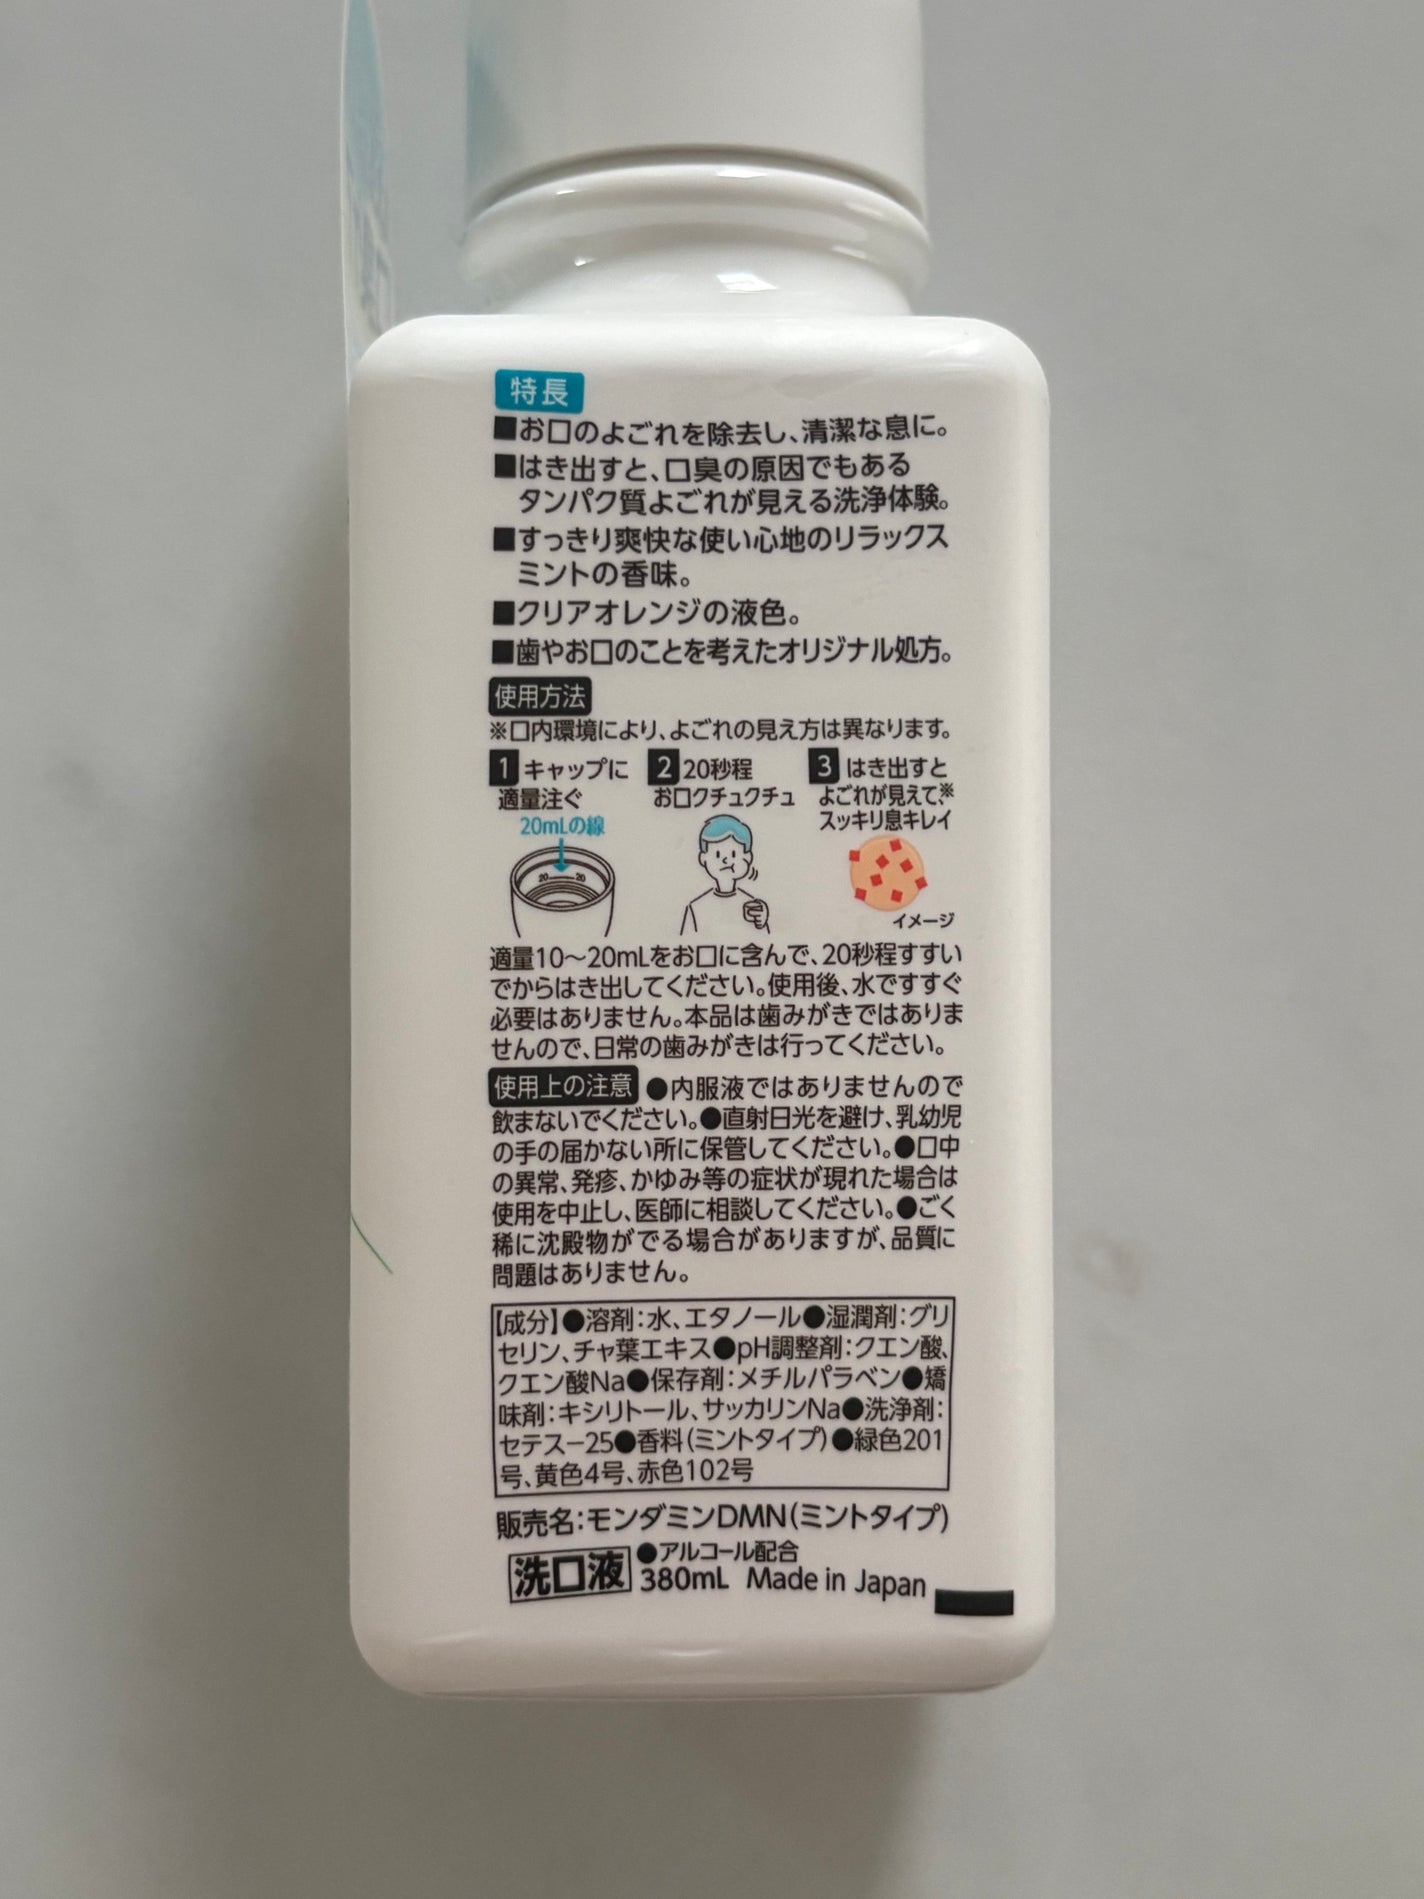 特長
■お口のよごれを除去し、清潔な息に。
■はき出すと、口臭の原因でもある
タンパク質よごれが見える洗浄体験。
■すっきり爽快な使い心地のリラックス
ミントの香味。
■クリアオレンジの液色。
■歯やお口のことを考えたオリジナル処方。
使用方法
※口内環境により、よごれの見え方は異なります。
1 キャップに
適量注ぐ
20mLの線
20 20
2 20秒程
お口クチュクチュ
3 はき出すと
よごれが見えて、※
スッキリ息キレイ
イメージ
適量10〜20mLをお口に含んで、20秒程すすい
でからはき出してください。使用後、水ですすぐ
必要はありません。本品は歯みがきではありま
せんので、日常の歯みがきは行ってください。
使用上の注意 ●内服液ではありませんので
飲まないでください。●直射日光を避け、乳幼児
の手の届かない所に保管してください。●口中
の異常、発疹、かゆみ等の症状が現れた場合は
使用を中止し、医師に相談してください。●ごく
稀に沈殿物がでる場合がありますが、品質に
問題はありません。
【成分】●溶剤:水、エタノール●湿潤剤:グリ
セリン、チャ葉エキス●pH調整剤:クエン酸、
クエン酸Na●保存剤:メチルパラベン●矯
味剤:キシリトール、サッカリンNa●洗浄剤:
セテス−25●香料(ミントタイプ)●緑色201
号、黄色4号、赤色102号
販売名:モンダミンDMN(ミントタイプ)
洗口液
●アルコール配合
380mL Made in Japan